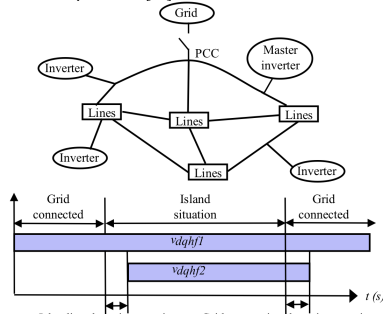 Grid
PCC
Master
inverter
Inverter
Lines
Lines
Lines
Inverter
Inverter
Lines
Grid
connected
Island
situation
Grid
connected
vdqhf1
vdqhf2
t (s)